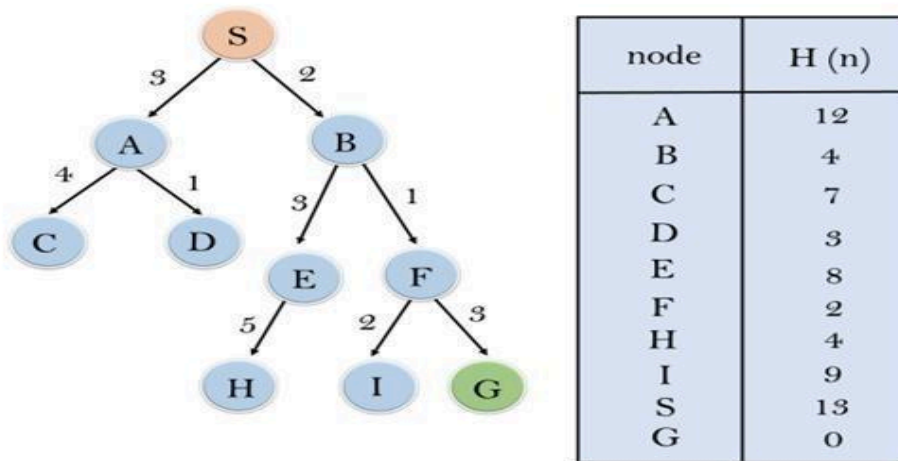 S
3 2
A B
4 1 3 1
C D
E F
5 2 3
H I G
node H (n)
A 12
B 4
C 7
D 3
E 8
F 2
H 4
I 9
S 13
G 0